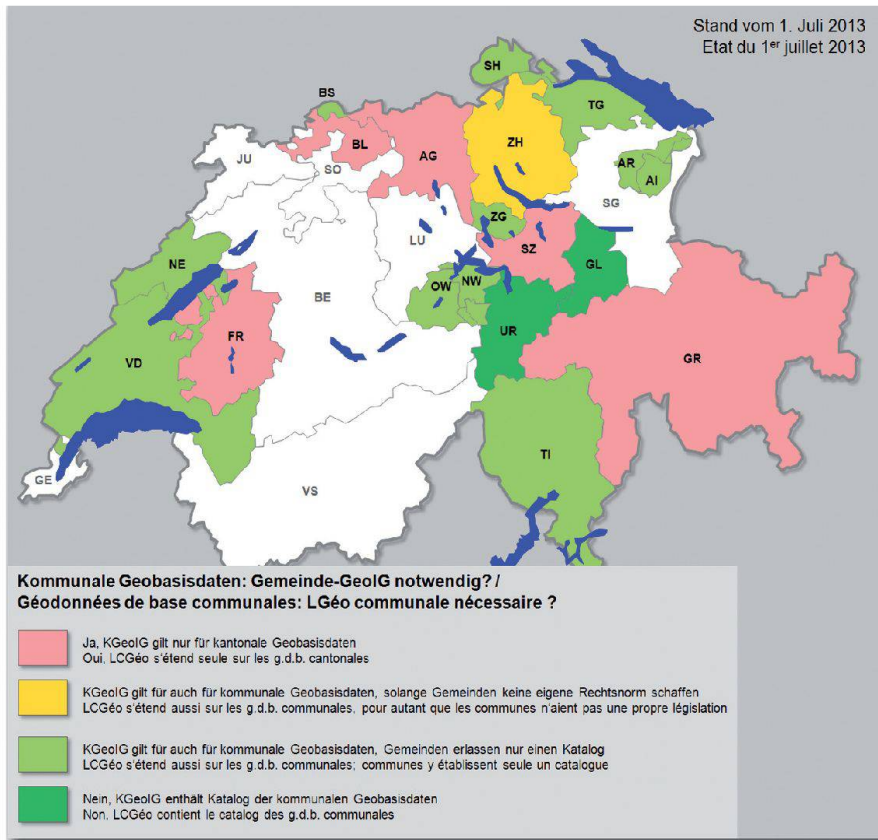 Stand vom 1. Juli 2013
Etat du 1er juillet 2013
SH
BS
TG
BL
ZH
JU
AG
SO
AR
AI
SG
ZG
LU
SZ
NE
GL
OW
NW
BE
UR
FR
GR
VD
TI
GE
VS
Kommunale Geobasisdaten: Gemeinde-GeoIG notwendig? /
Géodonnées de base communales: LGéo communale nécessaire ?
Ja, KGeoIG gilt nur für kantonale Geobasisdaten
Oui, LCGéo s'étend seule sur les g.d.b. cantonales
KGeoIG gilt für auch für kommunale Geobasisdaten, solange Gemeinden keine eigene Rechtsnorm schaffen
LCGéo s'étend aussi sur les g.d.b. communales, pour autant que les communes n'aient pas une propre législation
KGeoIG gilt für auch für kommunale Geobasisdaten, Gemeinden erlassen nur einen Katalog
LCGéo s'étend aussi sur les g.d.b. communales; communes y établissent seule un catalogue
Nein, KGeoIG enthält Katalog der kommunalen Geobasisdaten
Non, LCGéo contient le catalog des g.d.b. communales